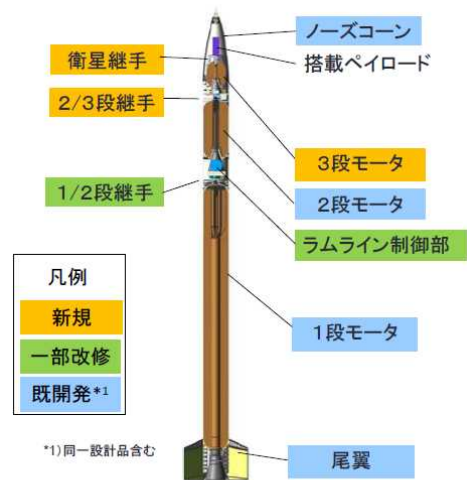 ノーズコーン
衛星継手
搭載ペイロード
2/3段継手
3段モータ
1/2段継手
2段モータ
ラムライン制御部
凡例
新規
1段モータ
一部改修
既開発*1
*1)同一設計品含む
尾翼